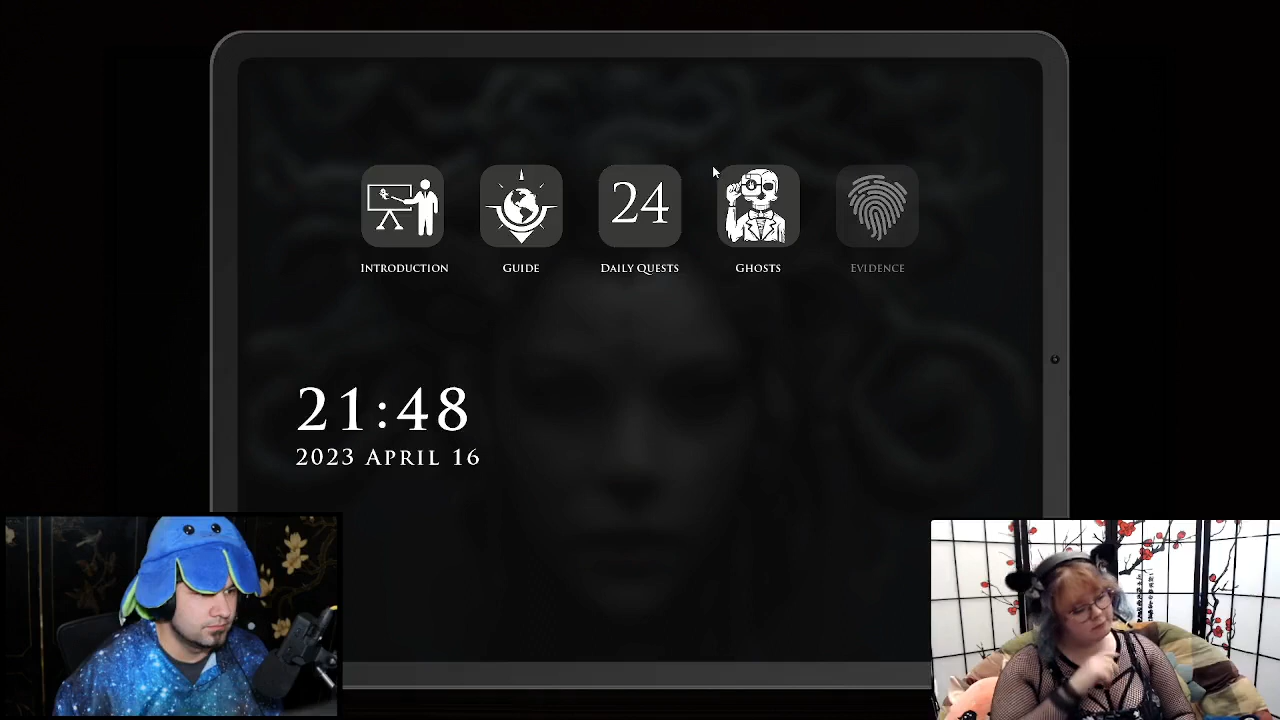 24
INTRODUCTION
GUIDE
DAILY QUESTS
GHOSTS
EVIDENCE
21:48
2023 APRIL 16